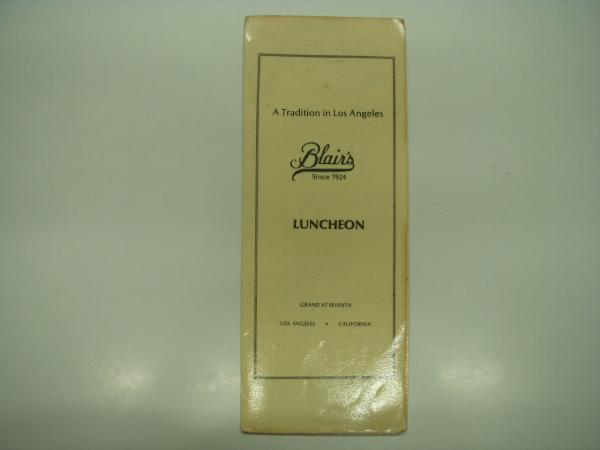 A Tradition in Los Angeles
Blair's
Since 1924
LUNCHEON
GRAND AT SEVENTH
LOS ANGELES • CALIFORNIA